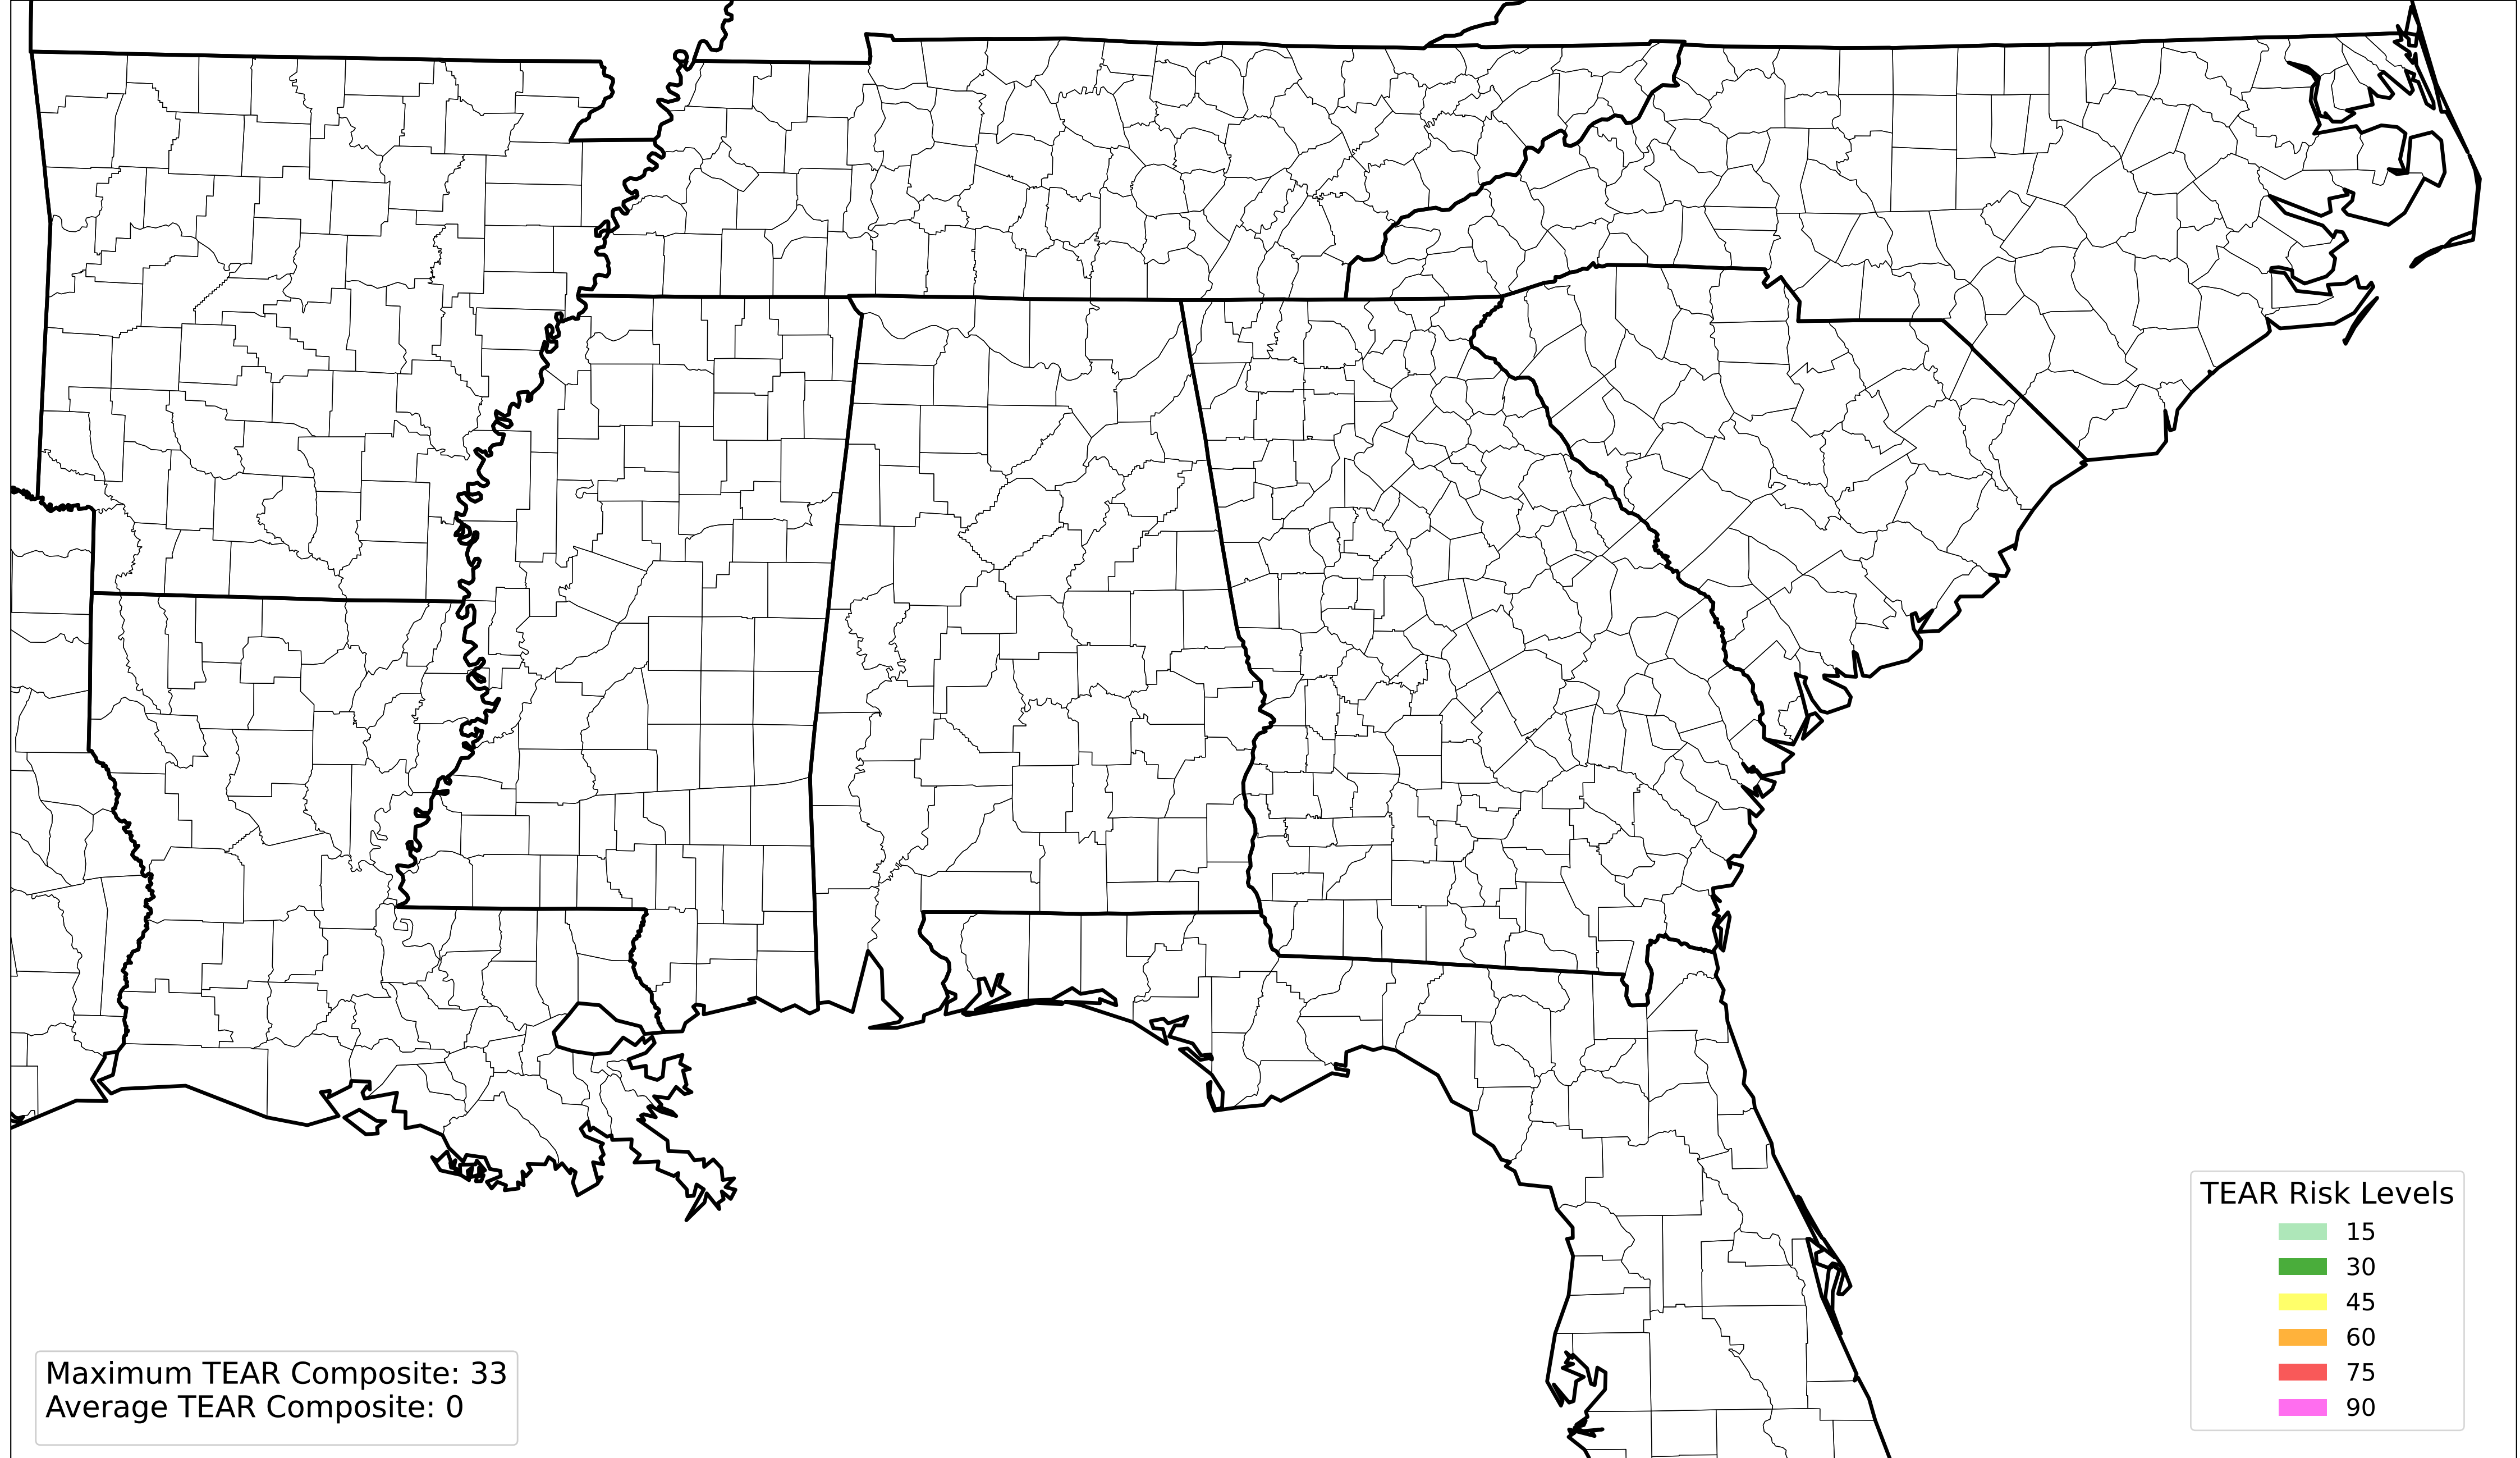 TEAR Risk Levels
15
30
45
60
75
90
Maximum TEAR Composite: 33
Average TEAR Composite: 0